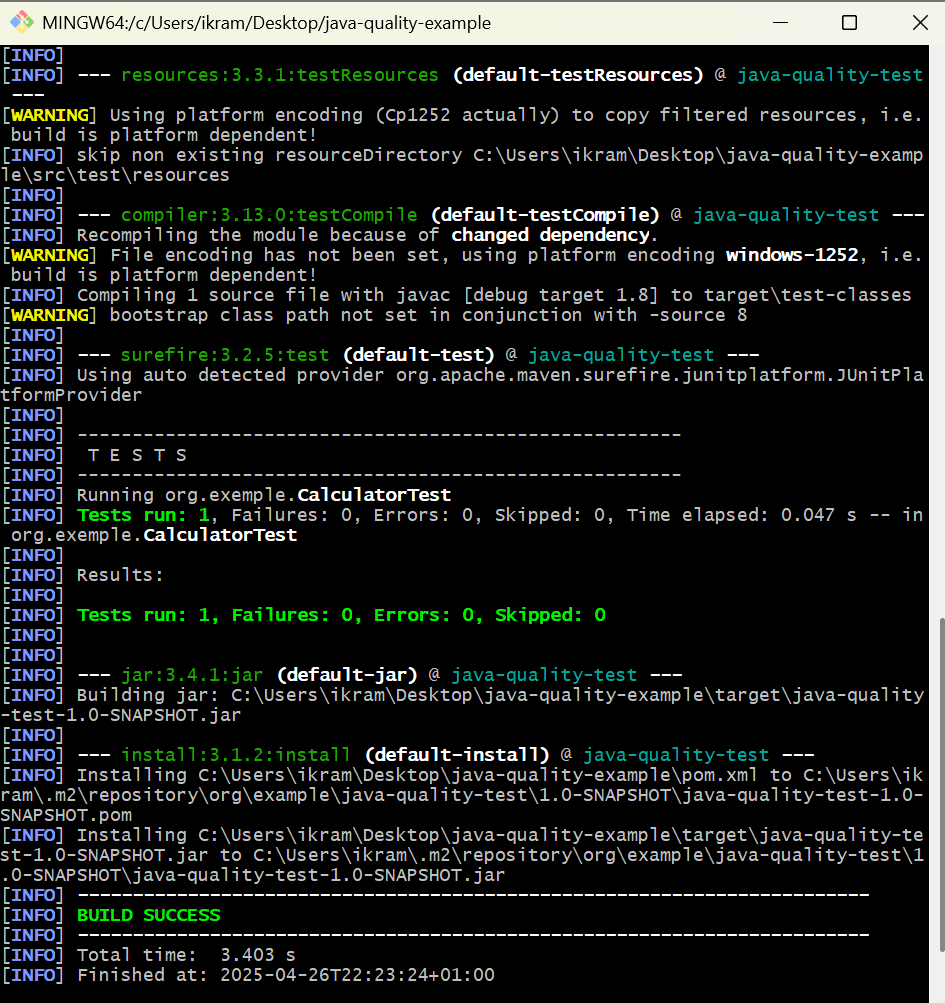 MINGW64:/c/Users/ikram/Desktop/java-quality-example
[INFO]
[INFO] --- resources:3.3.1:testResources (default-testResources) @ java-quality-test
 ---
[WARNING] Using platform encoding (Cp1252 actually) to copy filtered resources, i.e.
 build is platform dependent!
[INFO] skip non existing resourceDirectory C:\Users\ikram\Desktop\java-quality-examp
le\src\test\resources
[INFO]
[INFO] --- compiler:3.13.0:testCompile (default-testCompile) @ java-quality-test ---
[INFO] Recompiling the module because of changed dependency.
[WARNING] File encoding has not been set, using platform encoding windows-1252, i.e.
 build is platform dependent!
[INFO] Compiling 1 source file with javac [debug target 1.8] to target\test-classes
[WARNING] bootstrap class path not set in conjunction with -source 8
[INFO]
[INFO] --- surefire:3.2.5:test (default-test) @ java-quality-test ---
[INFO] Using auto detected provider org.apache.maven.surefire.junitplatform.JUnitPla
tformProvider
[INFO]
[INFO] -------------------------------------------------------
[INFO]  T E S T S
[INFO] -------------------------------------------------------
[INFO] Running org.exemple.CalculatorTest
[INFO] Tests run: 1, Failures: 0, Errors: 0, Skipped: 0, Time elapsed: 0.047 s -- in
 org.exemple.CalculatorTest
[INFO]
[INFO] Results:
[INFO]
[INFO] Tests run: 1, Failures: 0, Errors: 0, Skipped: 0
[INFO]
[INFO]
[INFO] --- jar:3.4.1:jar (default-jar) @ java-quality-test ---
[INFO] Building jar: C:\Users\ikram\Desktop\java-quality-example\target\java-quality
-test-1.0-SNAPSHOT.jar
[INFO]
[INFO] --- install:3.1.2:install (default-install) @ java-quality-test ---
[INFO] Installing C:\Users\ikram\Desktop\java-quality-example\pom.xml to C:\Users\ik
ram\.m2\repository\org\example\java-quality-test\1.0-SNAPSHOT\java-quality-test-1.0-
SNAPSHOT.pom
[INFO] Installing C:\Users\ikram\Desktop\java-quality-example\target\java-quality-te
st-1.0-SNAPSHOT.jar to C:\Users\ikram\.m2\repository\org\example\java-quality-test\1
.0-SNAPSHOT\java-quality-test-1.0-SNAPSHOT.jar
[INFO] ------------------------------------------------------------------------
[INFO] BUILD SUCCESS
[INFO] ------------------------------------------------------------------------
[INFO] Total time:  3.403 s
[INFO] Finished at: 2025-04-26T22:23:24+01:00